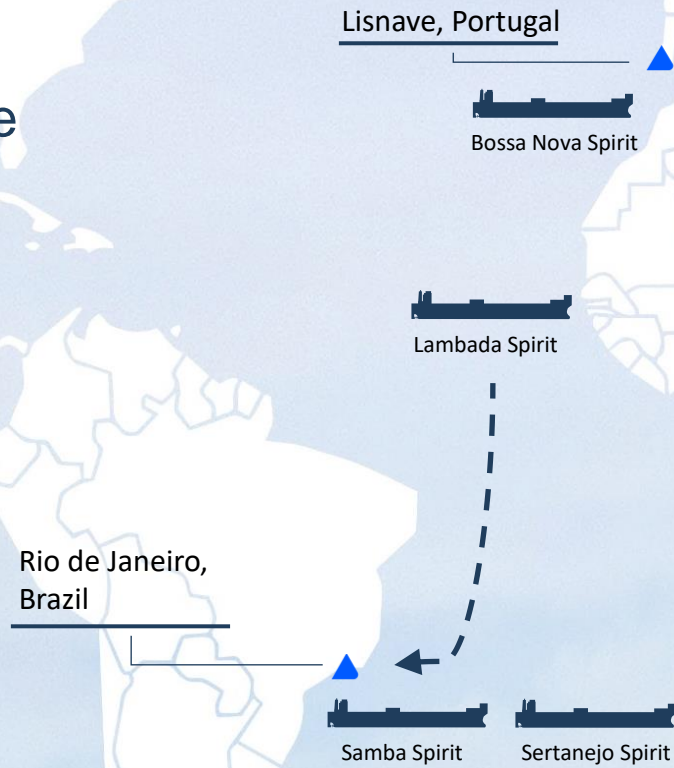 Lisnave, Portugal
e
Bossa Nova Spirit
Lambada Spirit
Rio de Janeiro,
Brazil
Samba Spirit
Sertanejo Spirit